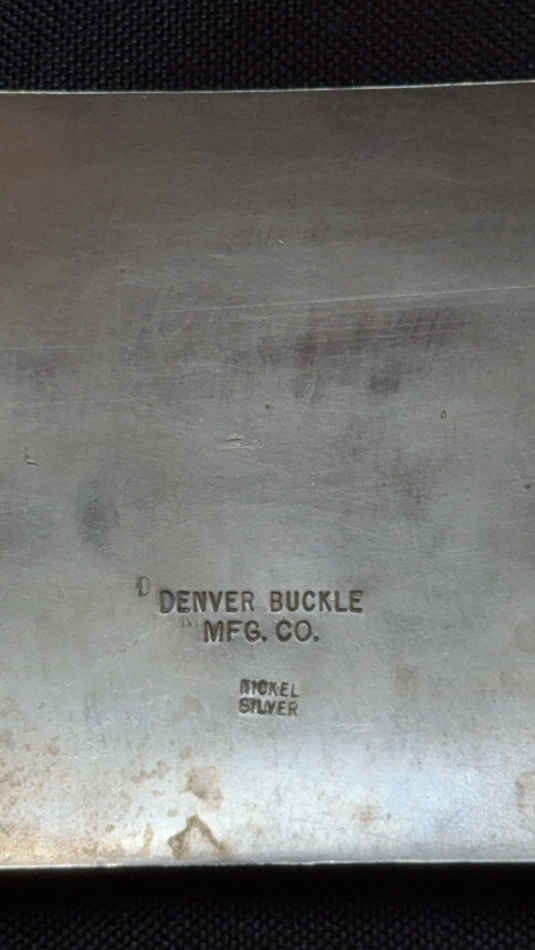 DENVER BUCKLE
MFG. CO.
NICKEL
SILVER